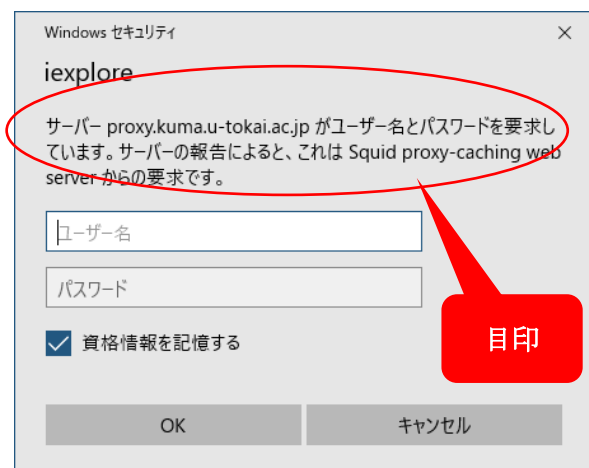 Windows セキュリティ
iexplore
サーバー proxy.kuma.u-tokai.ac.jp がユーザー名とパスワードを要求し
ています。サーバーの報告によると、これは Squid proxy-caching web
server からの要求です。
ユーザー名
パスワード
目印
資格情報を記憶する
OK
キャンセル